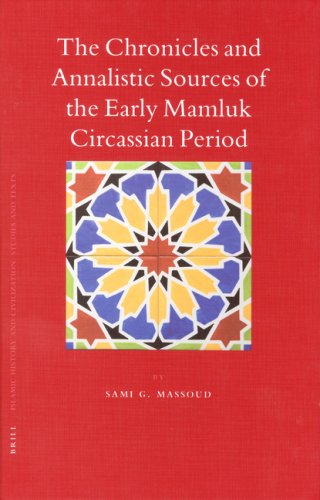 The Chronicles and
Annalistic Sources of
the Early Mamluk
Circassian Period
BY
SAMI G. MASSOUD
BRILL
ISLAMIC HISTORY AND CIVILIZATION. STUDIES AND TEXTS